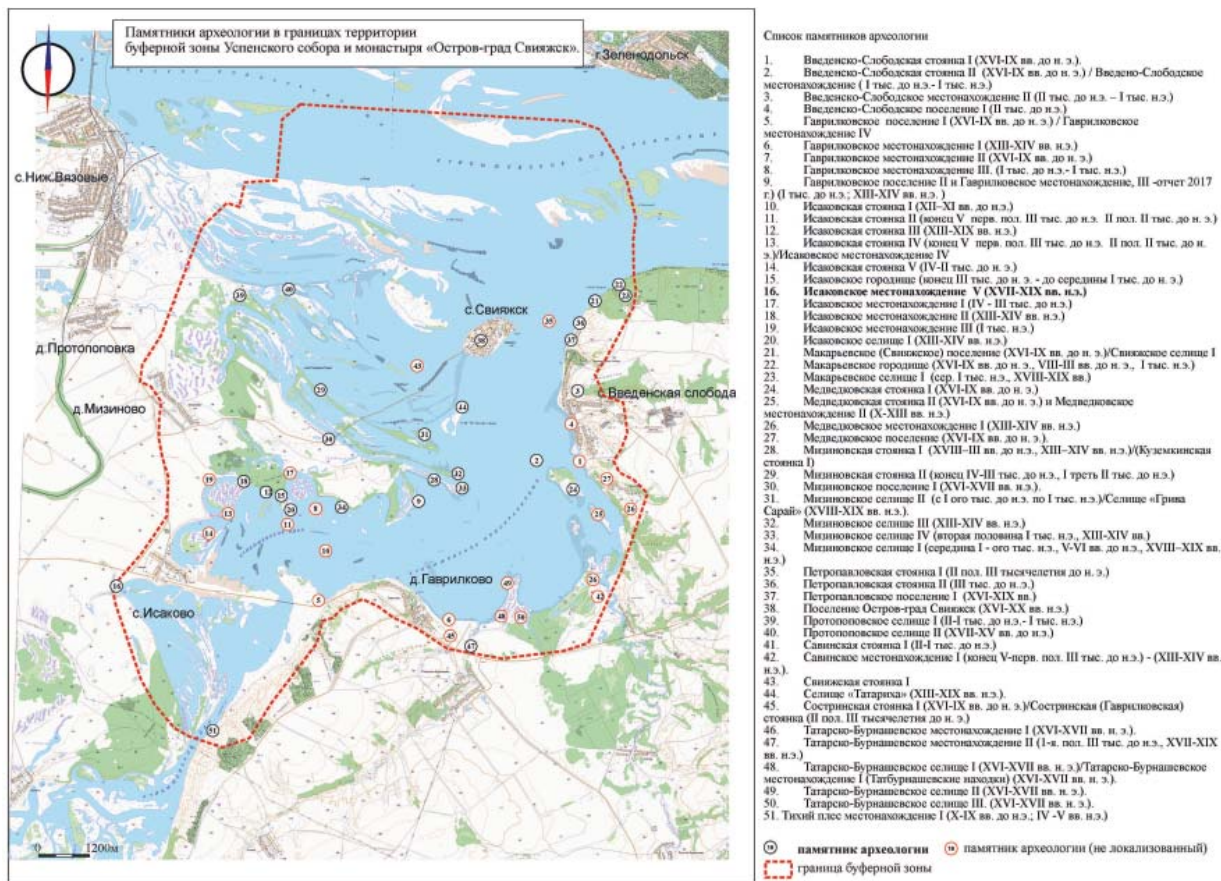 Памятники археологии в границах территории
буферной зоны Успенского собора и монастыря «Остров-град Свияжск».
г.Зеленодольск
с.Ниж.Вязовые
с.Свияжск
д.Протополовка
с.Введенская слобода
д.Мизиново
д.Гаврилково
с.Исаково
0 1200м
Список памятников археологии
1. Введенско-Слободская стоянка I (XVI-IX вв. до н. э.).
2. Введенско-Слободская стоянка II (XVI-IX вв. до н.э.) / Введено-Слободское
местонахождение ( I тыс. до н.э.- I тыс. н.э.)
3. Введенско-Слободское местонахождение II (II тыс. до н.э. – I тыс. н.э.)
4. Введенско-Слободское поселение I (II тыс. до н.э.)
5. Гаврилковское поселение I (XVI-IX вв. до н. э.) / Гаврилковское
местонахождение IV
6. Гаврилковское местонахождение I (XIII-XIV вв. н.э.)
7. Гаврилковское местонахождение II (XVI-IX вв. до н.э.)
8. Гаврилковское местонахождение III. (I тыс. до н.э.- I тыс. н.э.)
9. Гаврилковское поселение II и Гаврилковское местонахождение, III -отчет 2017
г.) (I тыс. до н.э.; XIII-XIV вв. н.э. )
10. Исаковская стоянка I (XII–XI вв. до н.э.)
11. Исаковская стоянка II (конец V перв. пол. III тыс. до н.э. II пол. II тыс. до н. э.)
12. Исаковская стоянка III (XIII-XIX вв. н.э.)
13. Исаковская стоянка IV (конец V перв. пол. III тыс. до н.э. II пол. II тыс. до н.
э.)/Исаковское местонахождение IV
14. Исаковская стоянка V (IV-II тыс. до н. э.)
15. Исаковское городище (конец III тыс. до н. э. - до середины I тыс. до н.э.)
16. Исаковское местонахождение V (XVII-XIX вв. н.э.)
17. Исаковское местонахождение I (IV - III тыс. до н.э.)
18. Исаковское местонахождение II (XIII-XIV вв. н.э.)
19. Исаковское местонахождение III (I тыс. н.э.)
20. Исаковское селище I (XIII-XIV вв. н.э.)
21. Макарьевское (Свияжское) поселение (XVI-IX вв. до н. э.)/Свияжское селище I
22. Макарьевское городище (XVI-IX вв. до н.э., VIII-III вв. до н.э., I тыс. н.э.)
23. Макарьевское селище I (сер. I тыс. н.э., XVIII-XIX вв.)
24. Медведковская стоянка I (XVI-IX вв. до н.э.)
25. Медведковская стоянка II (XVI-IX вв. до н. э.) и Медведковское
местонахождение II (X-XIII вв. н.э.)
26. Медведковское местонахождение I (XIII-XIV вв. н.э.)
27. Медведковское поселение (XVI-IX вв. до н.э.).
28. Мизиновская стоянка I (XVIII–III вв. до н.э., XIII–XIV вв. н.э.)/(Куземкинская
стоянка I)
29. Мизиновская стоянка II (конец IV-III тыс. до н.э., I треть II тыс. до н.э.)
30. Мизиновское поселение I (XVI-XVII вв. н.э.).
31. Мизиновское селище II (с I ого тыс. до н.э. по I тыс. н.э.)/Селище «Грива
Сарай» (XVIII-XIX вв. н.э.).
32. Мизиновское селище III (XIII-XIV вв. н.э.)
33. Мизиновское селище IV (вторая половина I тыс. н.э., XIII-XIV вв.)
34. Мизиновское селище I (середина I - ого тыс. н.э., V-VI вв. до н.э., XVIII–XIX вв.
н.э.)
35. Петропавловская стоянка I (II пол. III тысячелетия до н. э.)
36. Петропавловская стоянка II (III тыс. до н.э.)
37. Петропавловское поселение I (XVI-XIX вв.)
38. Поселение Остров-град Свияжск (XVI-XX вв. н.э.)
39. Протопоповское селище I (II-I тыс. до н.э.- I тыс. н.э.)
40. Протопоповское селище II (XVII-XV вв. до н.э.)
41. Савинская стоянка I (II-I тыс. до н.э.)
42. Савинское местонахождение I (конец V-перв. пол. III тыс. до н.э.) - (XIII-XIV вв.
н.э.).
43. Свияжская стоянка I
44. Селище «Татариха» (XIII-XIX вв. н.э.).
45. Состринская стоянка I (XVI-IX вв. до н. э.)/Состринская (Гаврилковская)
стоянка (II пол. III тысячелетия до н. э.)
46. Татарско-Бурнашевское местонахождение I (XVI-XVII вв. н.э.).
47. Татарско-Бурнашевское местонахождение II (1-я. пол. III тыс. до н.э., XVII-XIX
вв. н.э.)
48. Татарско-Бурнашевское селище I (XVI-XVII вв. н. э.)/Татарско-Бурнашевское
местонахождение I (Татбурнашевские находки) (XVI-XVII вв. н.э.).
49. Татарско-Бурнашевское селище II (XVI-XVII вв. н.э.)
50. Татарско-Бурнашевское селище III. (XVI-XVII вв. н. э.).
51. Тихий плес местонахождение I (X-IX вв. до н.э.; IV -V вв. н.э.)
памятник археологии
памятник археологии (не локализованный)
граница буферной зоны